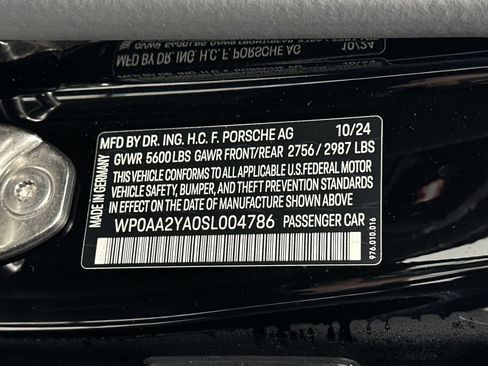 MFD BY DR. ING. H.C. F. PORSCHE AG 10/24
GVWR 5600 LBS GAWR FRONT/REAR 2756 / 2987 LBS
THIS VEHICLE CONFORMS TO ALL APPLICABLE U.S.FEDERAL MOTOR
VEHICLE SAFETY, BUMPER, AND THEFT PREVENTION STANDARDS
IN EFFECT ON THE DATE OF MANUFACTURE SHOWN ABOVE.
WP0AA2YA0SL004786 PASSENGER CAR
MADE IN GERMANY
976.010.016